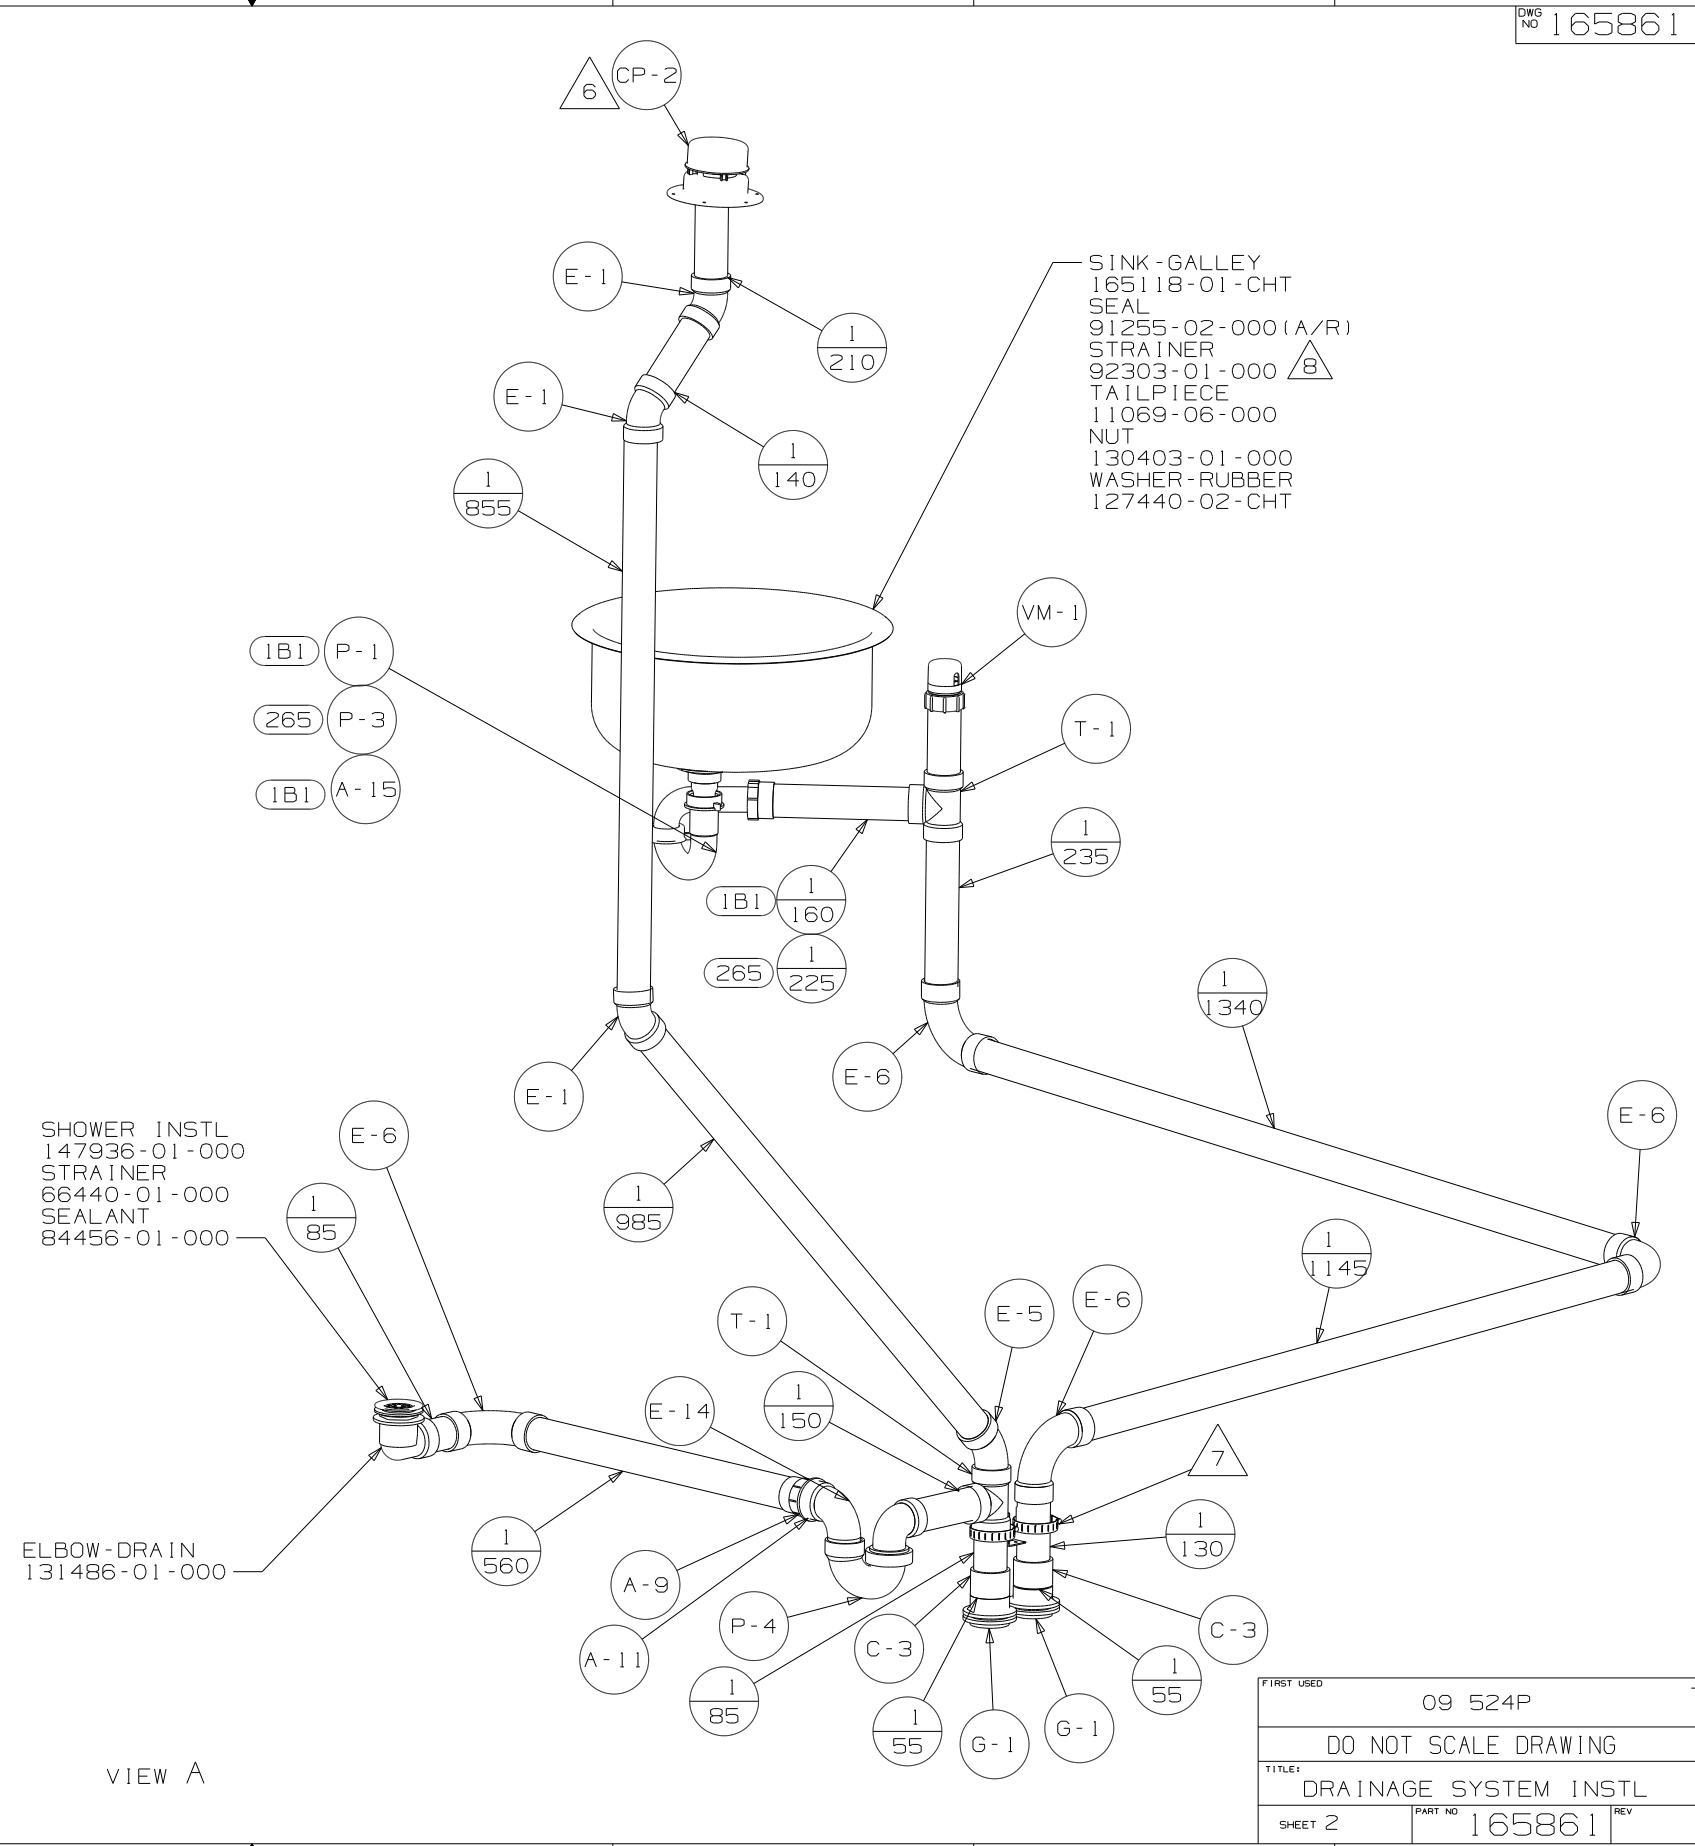 DWG
NO 165861
6
CP-2
E-1
1
210
E-1
1
140
1
855
SINK-GALLEY
165118-01-CHT
SEAL
91255-02-000(A/R)
STRAINER
92303-01-000 8
TAILPIECE
11069-06-000
NUT
130403-01-000
WASHER-RUBBER
127440-02-CHT
VM-1
1B1 P-1
265 P-3
1B1 A-15
T-1
1
235
1B1 1
160
265 1
225
1
1340
E-6
E-1
E-6
SHOWER INSTL
147936-01-000
STRAINER
66440-01-000
SEALANT
84456-01-000
E-6
1
85
1
985
1
1145
T-1
E-5
E-6
E-14
1
150
7
ELBOW-DRAIN
131486-01-000
1
560
A-9
1
130
P-4
C-3
C-3
A-11
1
85
1
55
1
55
G-1
G-1
VIEW A
FIRST USED
09 524P
DO NOT SCALE DRAWING
TITLE:
DRAINAGE SYSTEM INSTL
SHEET 2
PART NO 165861
REV